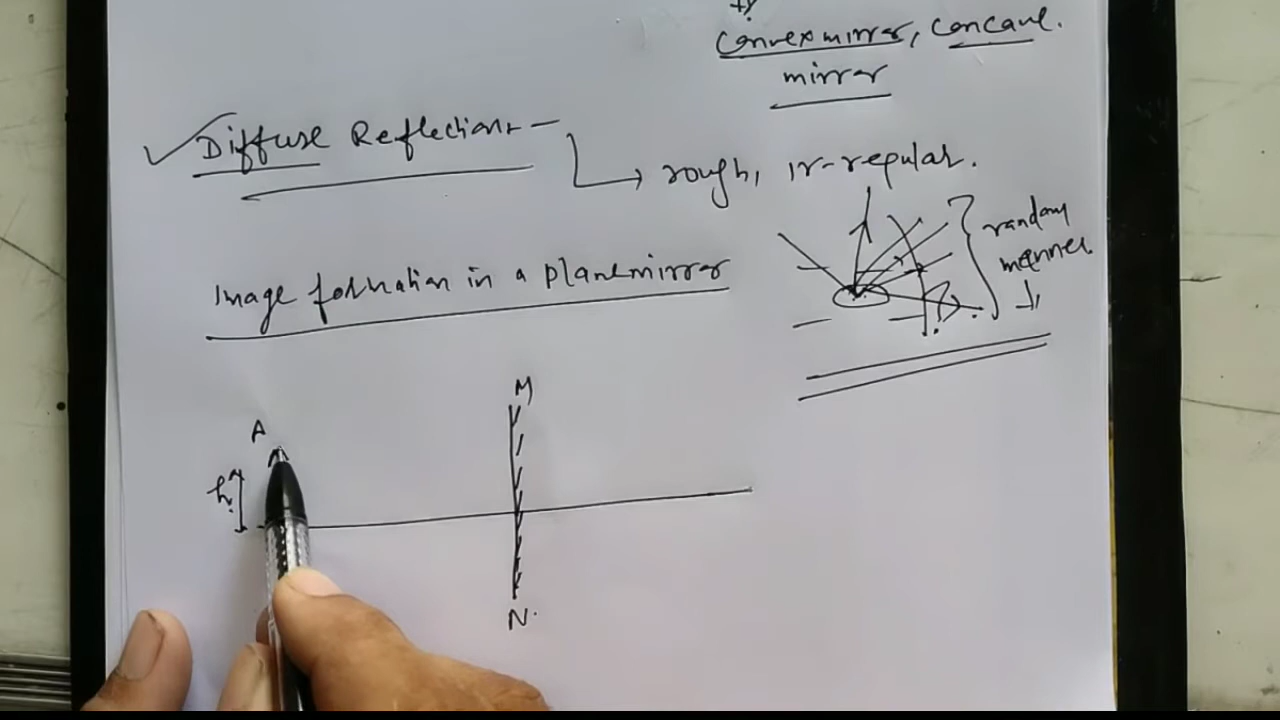 Convex mirror, Concave.
mirror
Diffuse Reflection:-
rough, ir-regular.
random
manner
Image formation in a plane mirror
M
A
h
N